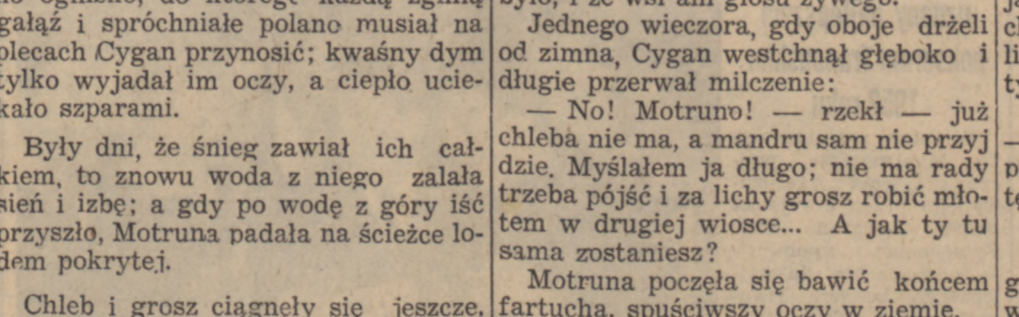 gałąź i spróchniałe polano musiał na
plecach Cygan przynosić; kwaśny dym
tylko wyjadał im oczy, a ciepło ucie-
kało szparami.
Były dni, że śnieg zawiał ich cał-
kiem, to znowu woda z niego zalała
sień i izbę; a gdy po wodę z góry iść
przyszło, Motruna padała na ścieżce lo-
dem pokrytej.
Chleb i grosz ciągnęły się jeszcze,
Jednego wieczora, gdy oboje drżeli
od zimna, Cygan westchnął głęboko i
długie przerwał milczenie:
— No! Motruno! — rzekł — już
chleba nie ma, a mandru sam nie przyj
dzie. Myślałem ja długo; nie ma rady
trzeba pójść i za lichy grosz robić mło-
tem w drugiej wiosce... A jak ty tu
sama zostaniesz?
Motruna poczęła się bawić końcem
fartucha, spuściwszy oczy w ziemię.